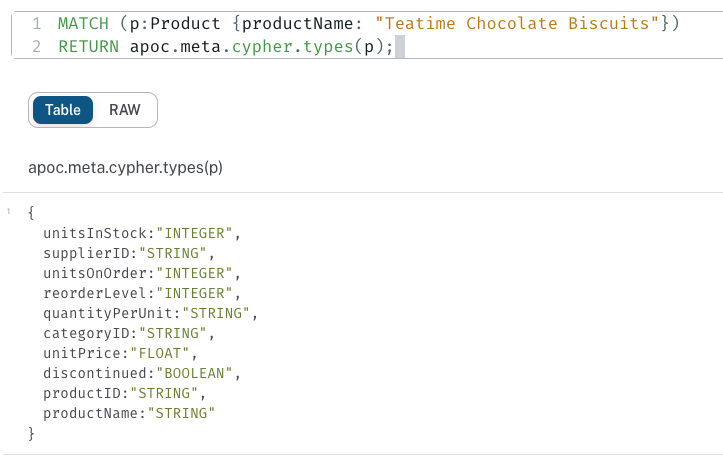 1 MATCH (p:Product {productName: "Teatime Chocolate Biscuits"})
2 RETURN apoc.meta.cypher.types(p);
Table RAW
apoc.meta.cypher.types(p)
1 {
unitsInStock:"INTEGER",
supplierID:"STRING",
unitsOnOrder:"INTEGER",
reorderLevel:"INTEGER",
quantityPerUnit:"STRING",
categoryID:"STRING",
unitPrice:"FLOAT",
discontinued:"BOOLEAN",
productID:"STRING",
productName:"STRING"
}